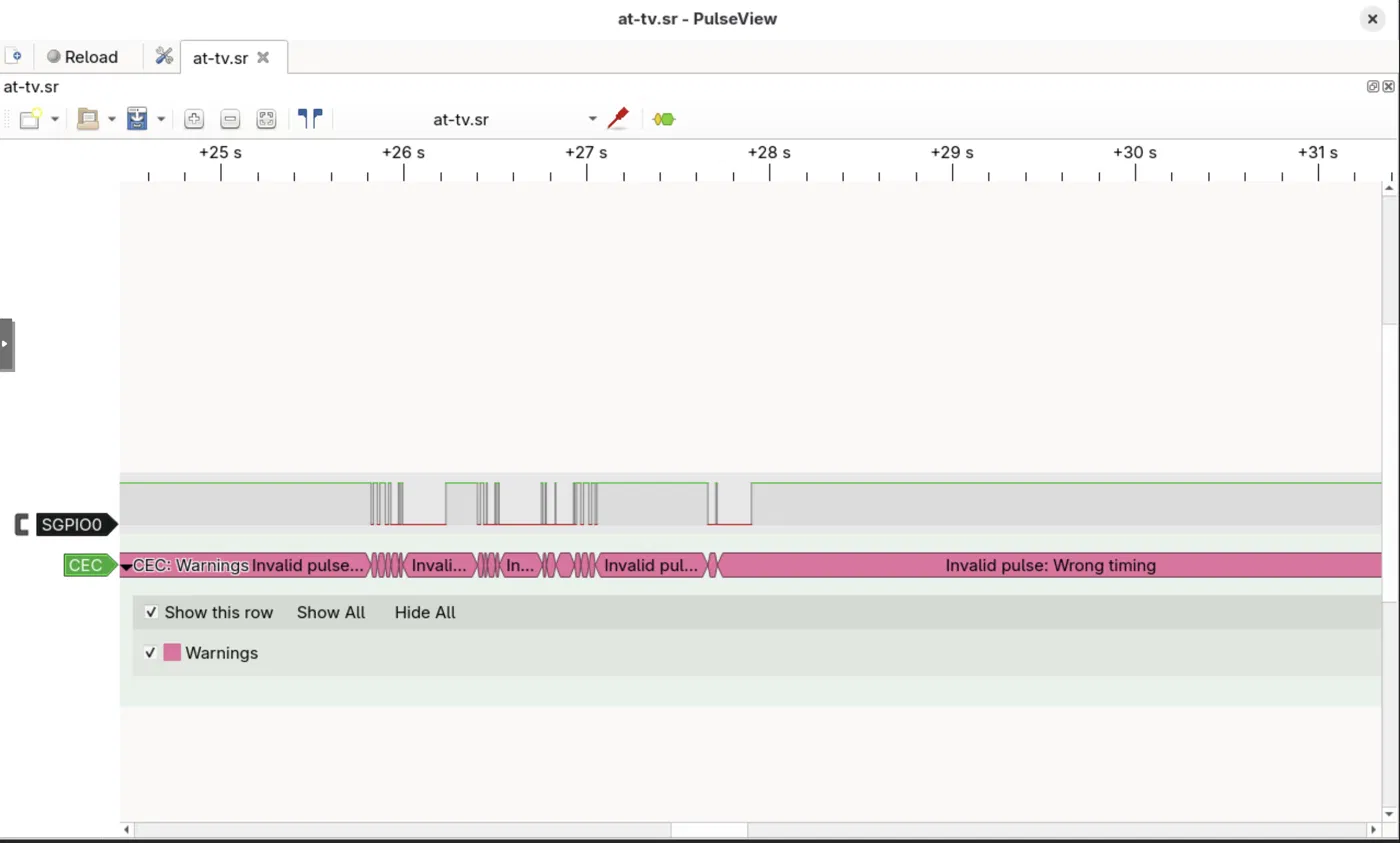 at-tv.sr - PulseView
Reload
at-tv.sr
at-tv.sr
at-tv.sr
+25 s +26 s +27 s +28 s +29 s +30 s +31 s
SGPIO0
CEC CEC: Warnings Invalid pulse... Invali... In... Invalid pul... Invalid pulse: Wrong timing
Show this row Show All Hide All
Warnings